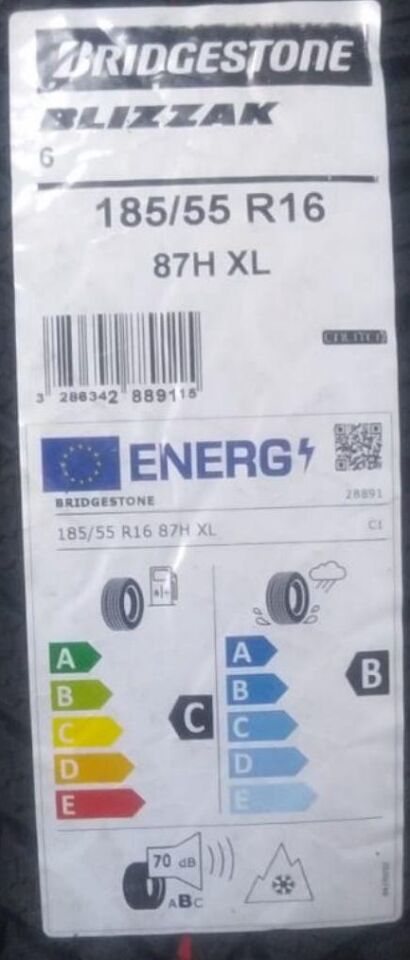 BRIDGESTONE
BLIZZAK
6
185/55 R16
87H XL
3 286342 889115
ENERG
BRIDGESTONE 28891
185/55 R16 87H XL C1
A A
B B B
C C C
D D
E E
70 dB
ABC